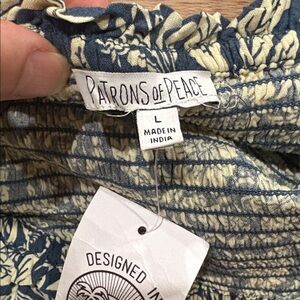 PATRONS OF PEACE
L
MADE IN
INDIA
DESIGNED IN